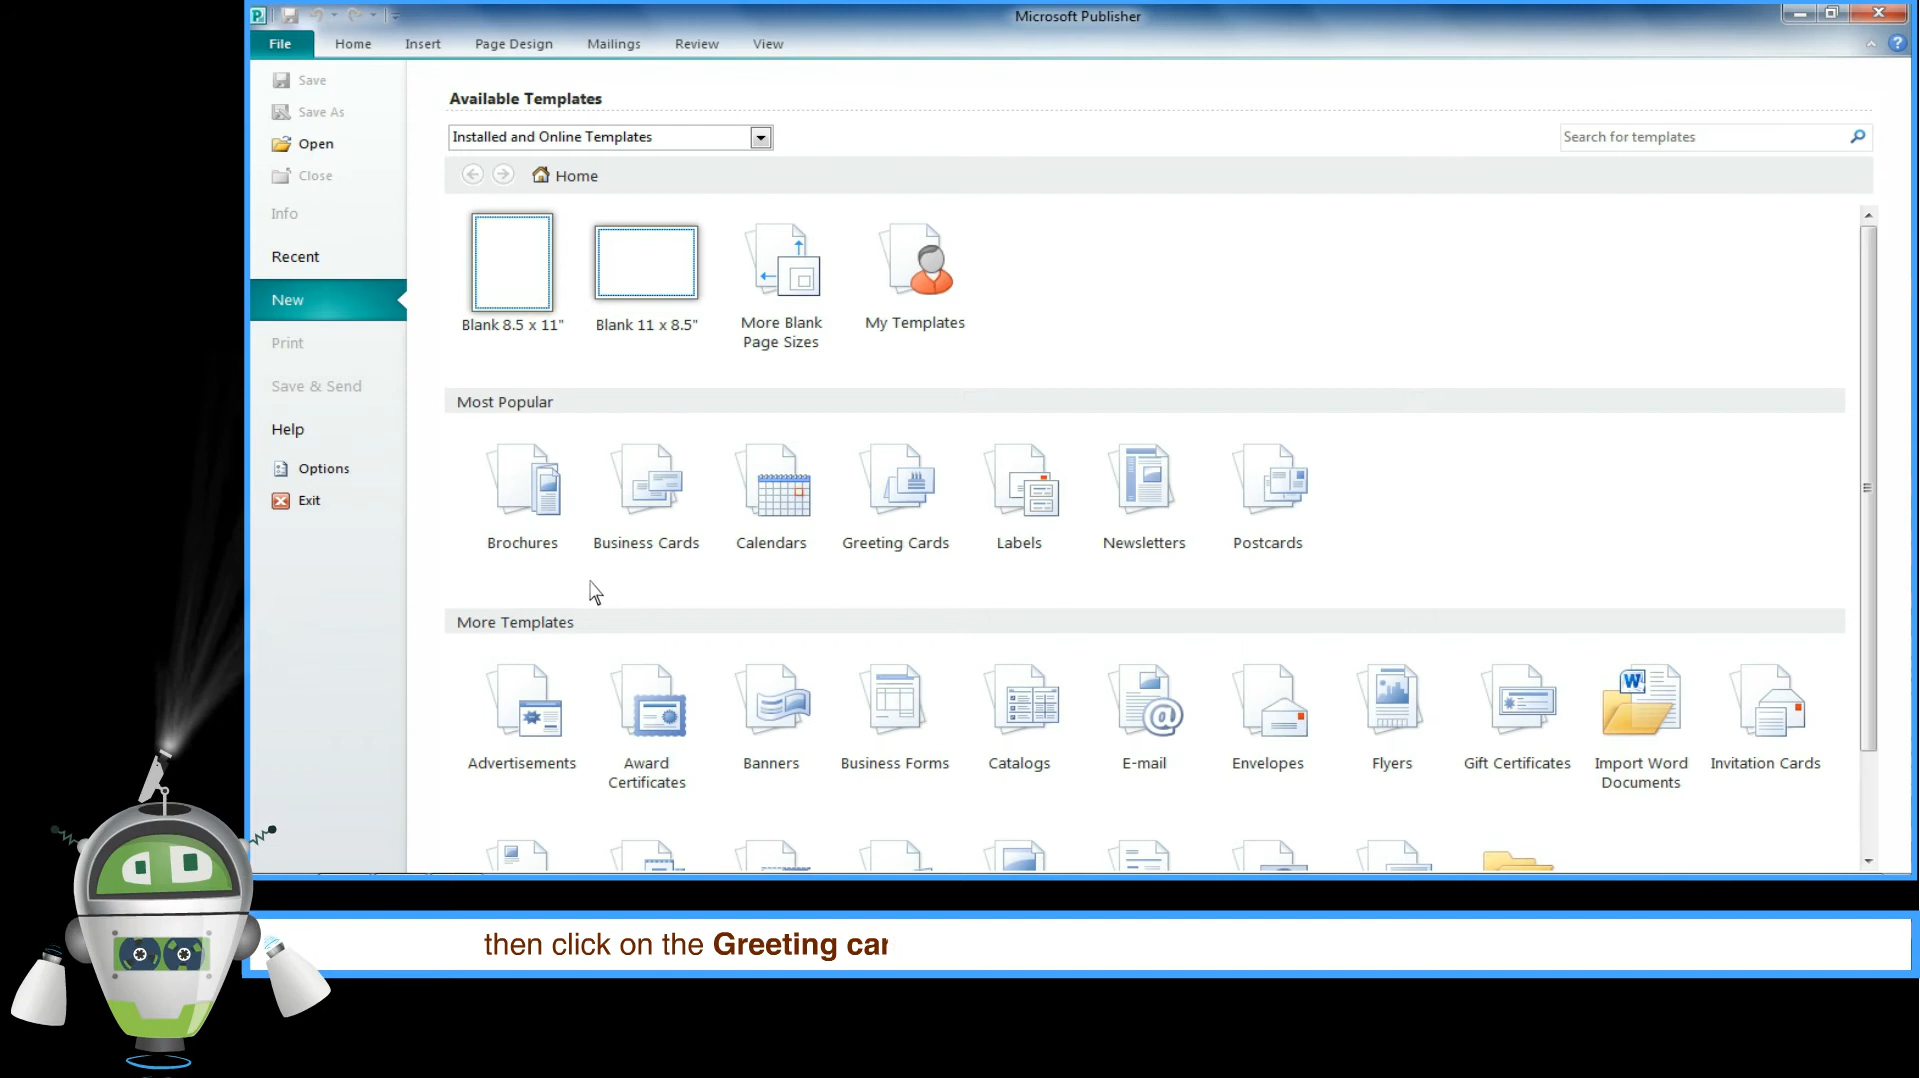 Microsoft Publisher
File Home Insert Page Design Mailings Review View
Save
Save As
Open
Close
Info
Recent
New
Print
Save & Send
Help
Options
Exit
Available Templates
Installed and Online Templates
Search for templates
Home
Blank 8.5 x 11" Blank 11 x 8.5" More Blank My Templates
Page Sizes
Most Popular
Brochures Business Cards Calendars Greeting Cards Labels Newsletters Postcards
More Templates
Advertisements Award Banners Business Forms Catalogs E-mail Envelopes Flyers Gift Certificates Import Word Invitation Cards
Certificates Documents
then click on the Greeting car